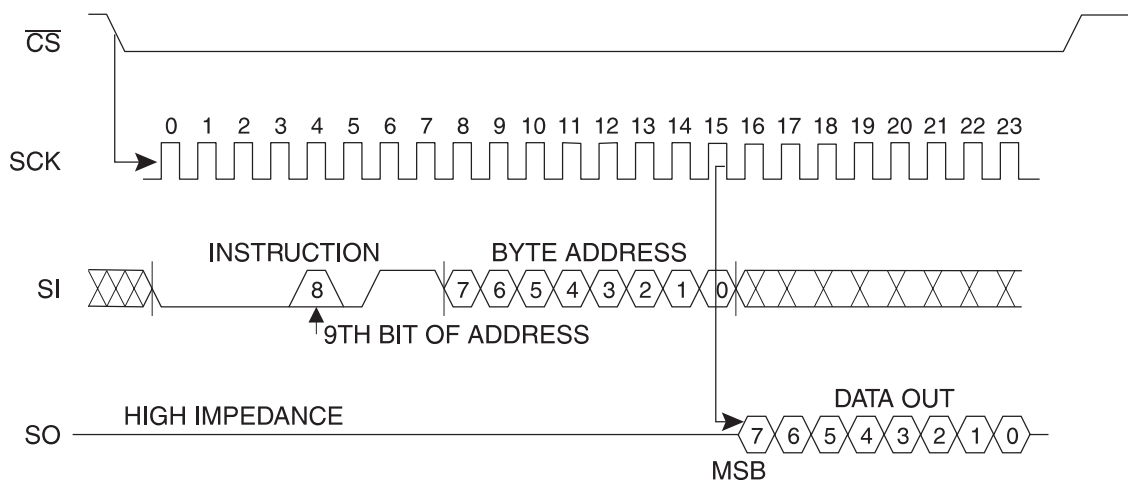 CS
0 1 2 3 4 5 6 7 8 9 10 11 12 13 14 15 16 17 18 19 20 21 22 23
SCK
INSTRUCTION BYTE ADDRESS
SI 8 7 6 5 4 3 2 1 0
9TH BIT OF ADDRESS
HIGH IMPEDANCE DATA OUT
SO 7 6 5 4 3 2 1 0
MSB